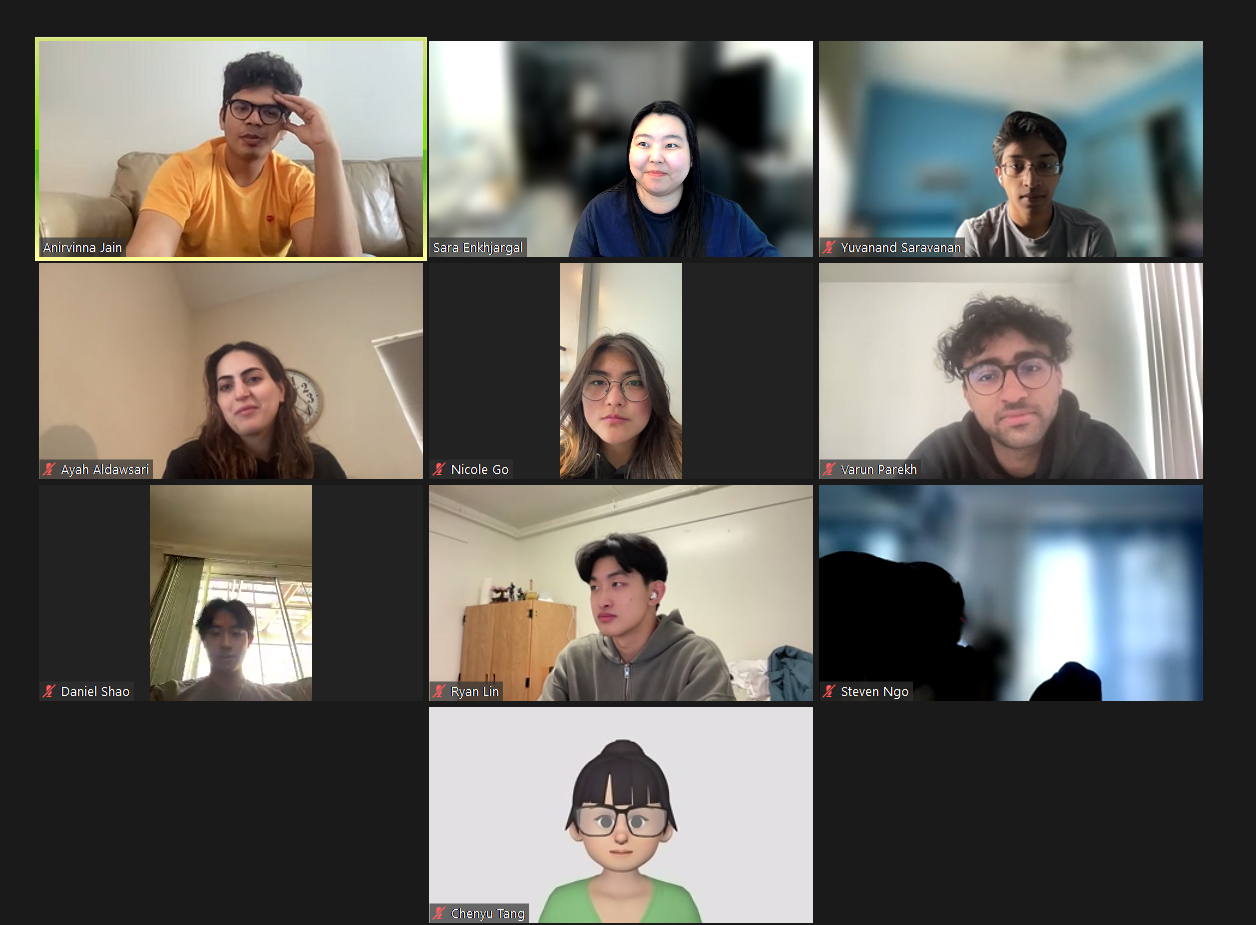 Anirvinna Jain
Sara Enkhjargal
Yuvanand Saravanan
Ayah Aldawsari
Nicole Go
Varun Parekh
Daniel Shao
Ryan Lin
Steven Ngo
Chenyu Tang